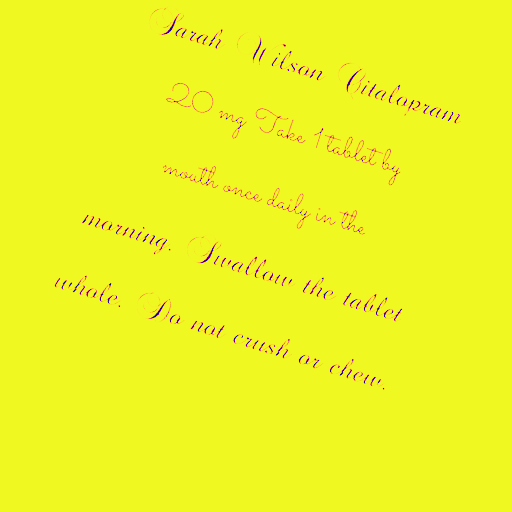 Sarah Wilson Citalopram
20 mg Take 1 tablet by
mouth once daily in the
morning. Swallow the tablet
whole. Do not crush or chew.